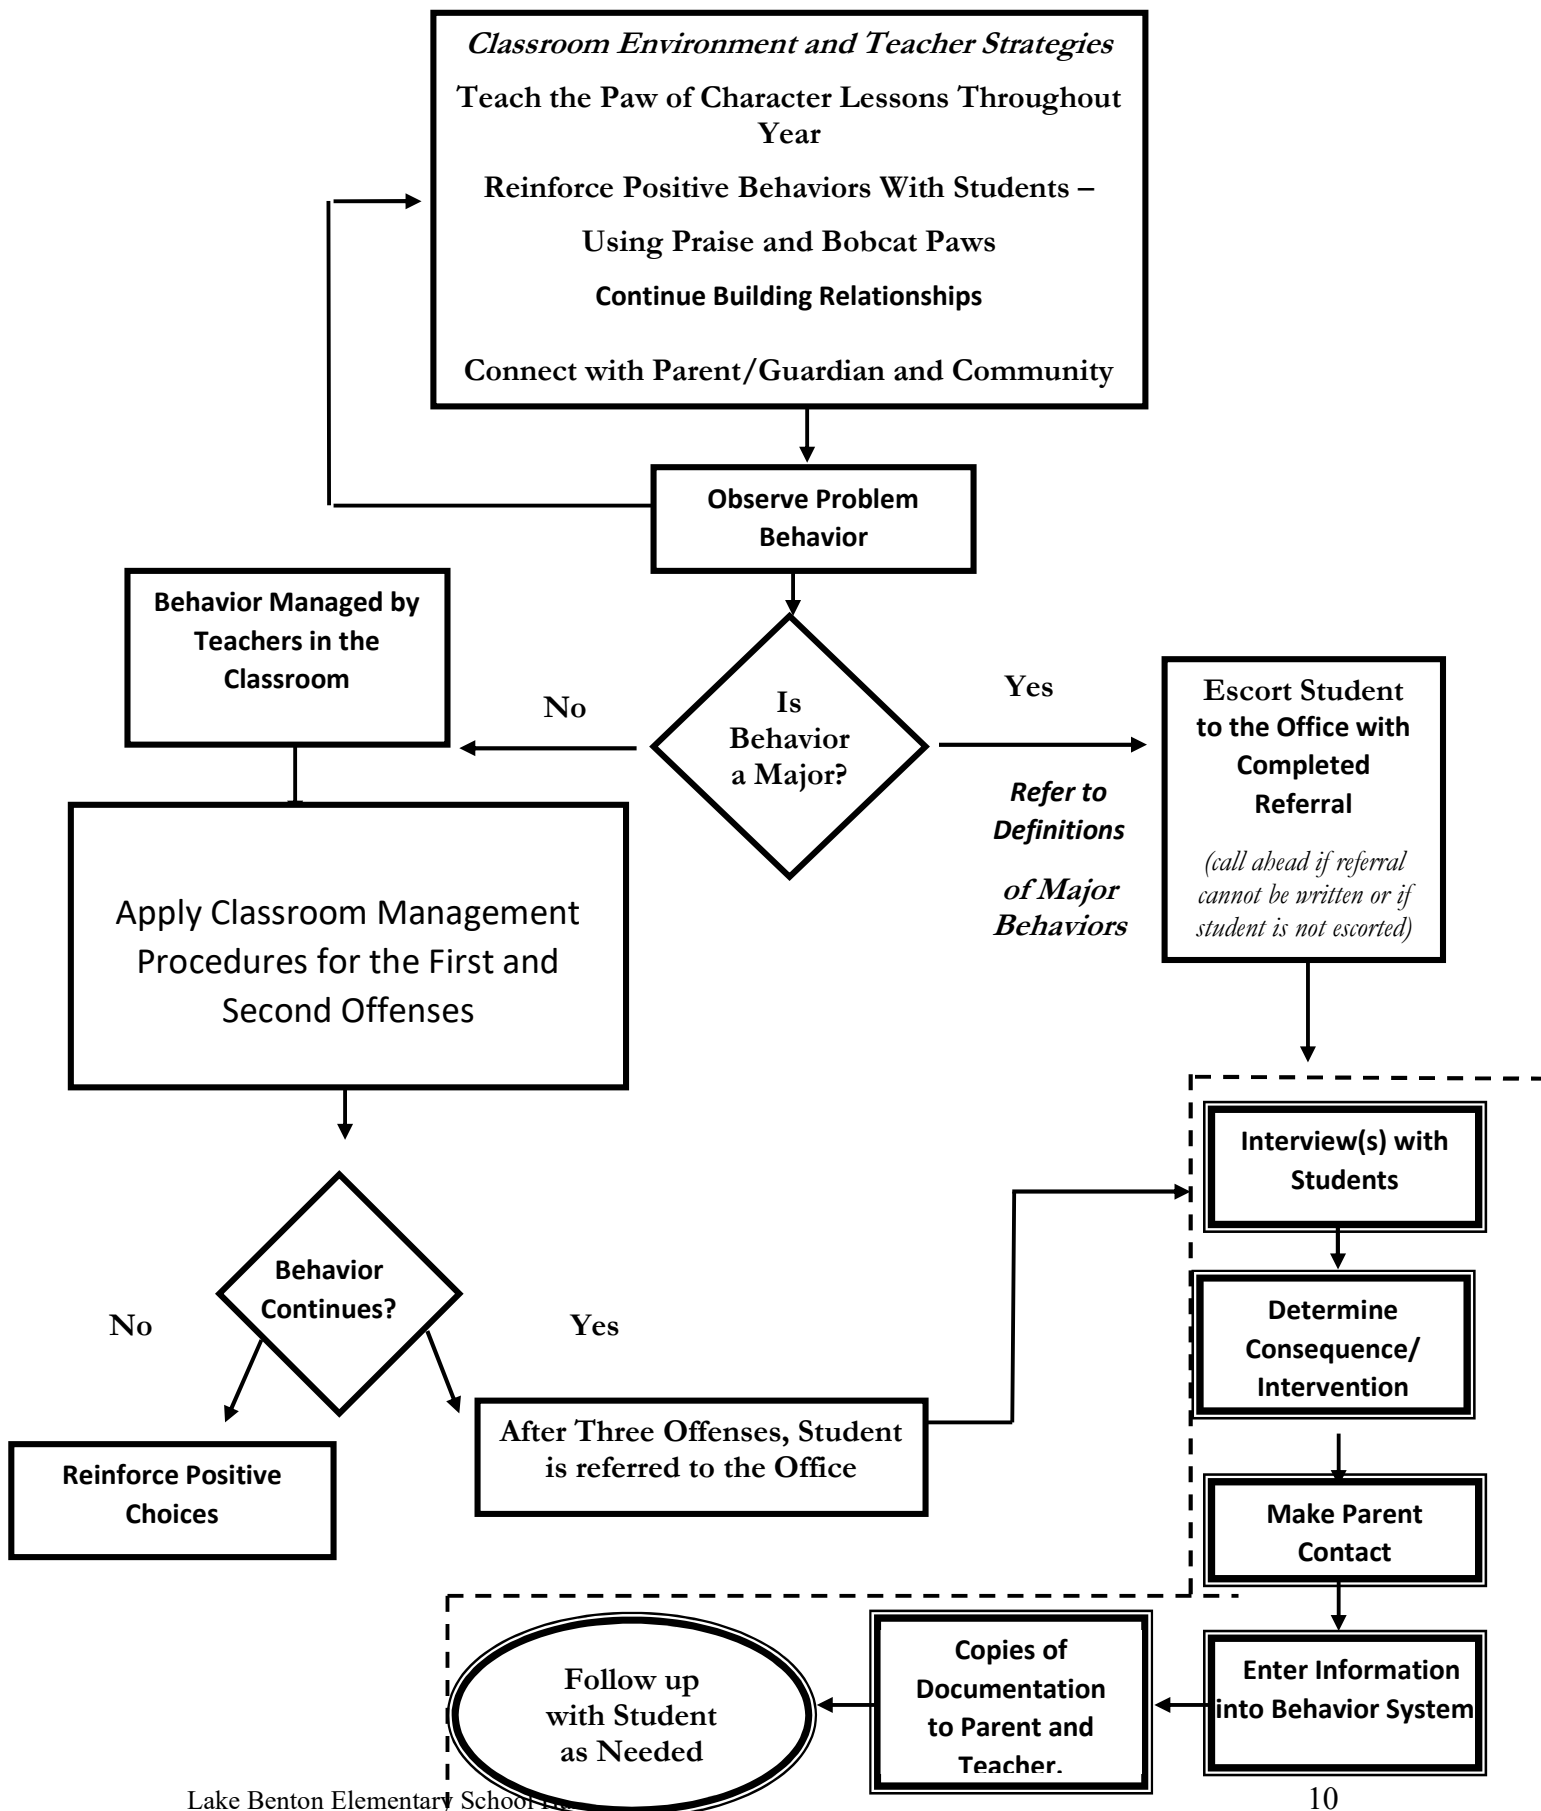 Classroom Environment and Teacher Strategies
Teach the Paw of Character Lessons Throughout
Year
Reinforce Positive Behaviors With Students –
Using Praise and Bobcat Paws
Continue Building Relationships
Connect with Parent/Guardian and Community
Observe Problem
Behavior
Behavior Managed by
Teachers in the
Classroom
No
Is
Behavior
a Major?
Yes
Refer to
Definitions
of Major
Behaviors
Escort Student
to the Office with
Completed
Referral
(call ahead if referral
cannot be written or if
student is not escorted)
Apply Classroom Management
Procedures for the First and
Second Offenses
Behavior
Continues?
No
Yes
Reinforce Positive
Choices
After Three Offenses, Student
is referred to the Office
Interview(s) with
Students
Determine
Consequence/
Intervention
Make Parent
Contact
Enter Information
into Behavior System
Copies of
Documentation
to Parent and
Teacher.
Follow up
with Student
as Needed
Lake Benton Elementary School
10